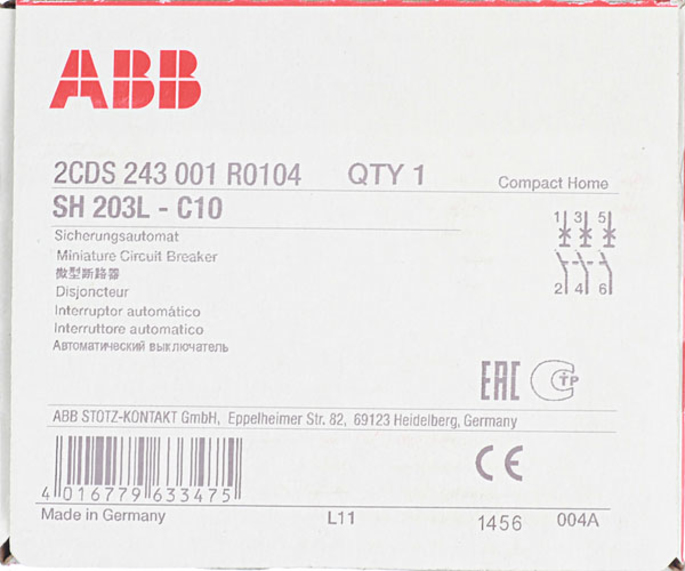 ABB
2CDS 243 001 R0104 QTY 1
Compact Home
SH 203L - C10
1 3 5
2 4 6
Sicherungsautomat
Miniature Circuit Breaker
微型断路器
Disjoncteur
Interruptor automático
Interruttore automatico
Автоматический выключатель
EAC
C TP
ABB STOTZ-KONTAKT GmbH, Eppelheimer Str. 82, 69123 Heidelberg, Germany
CE
4 016779 633475
Made in Germany L11 1456 004A